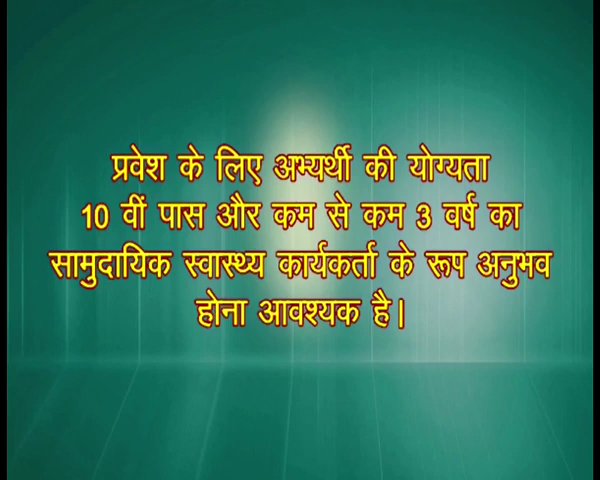 प्रवेश के लिए अभ्यर्थी की योग्यता
10 वीं पास और कम से कम 3 वर्ष का
सामुदायिक स्वास्थ्य कार्यकर्ता के रूप अनुभव
होना आवश्यक है।